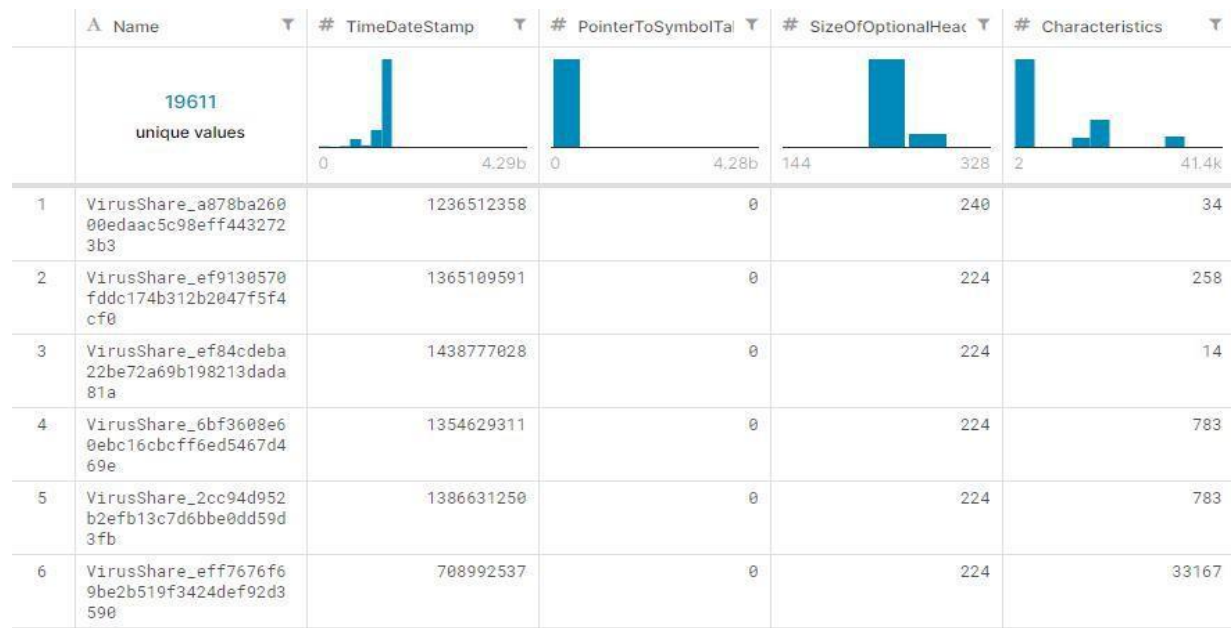 A Name # TimeDateStamp # PointerToSymbolTal # SizeOfOptionalHeac # Characteristics
19611
unique values
0 4.29b 0 4.28b 144 328 2 41.4k
1 VirusShare_a878ba260 1236512358 0 240 34
00edaac5c98eff443272
3b3
2 VirusShare_ef9130570 1365109591 0 224 258
fddc174b312b2047f5f4
cf0
3 VirusShare_ef84cdeba 1438777028 0 224 14
22be72a69b198213dada
81a
4 VirusShare_6bf3608e6 1354629311 0 224 783
0ebc16cbcff6ed5467d4
69e
5 VirusShare_2cc94d952 1386631250 0 224 783
b2efb13c7d6bbe0dd59d
3fb
6 VirusShare_eff7676f6 708992537 0 224 33167
9be2b519f3424def92d3
590